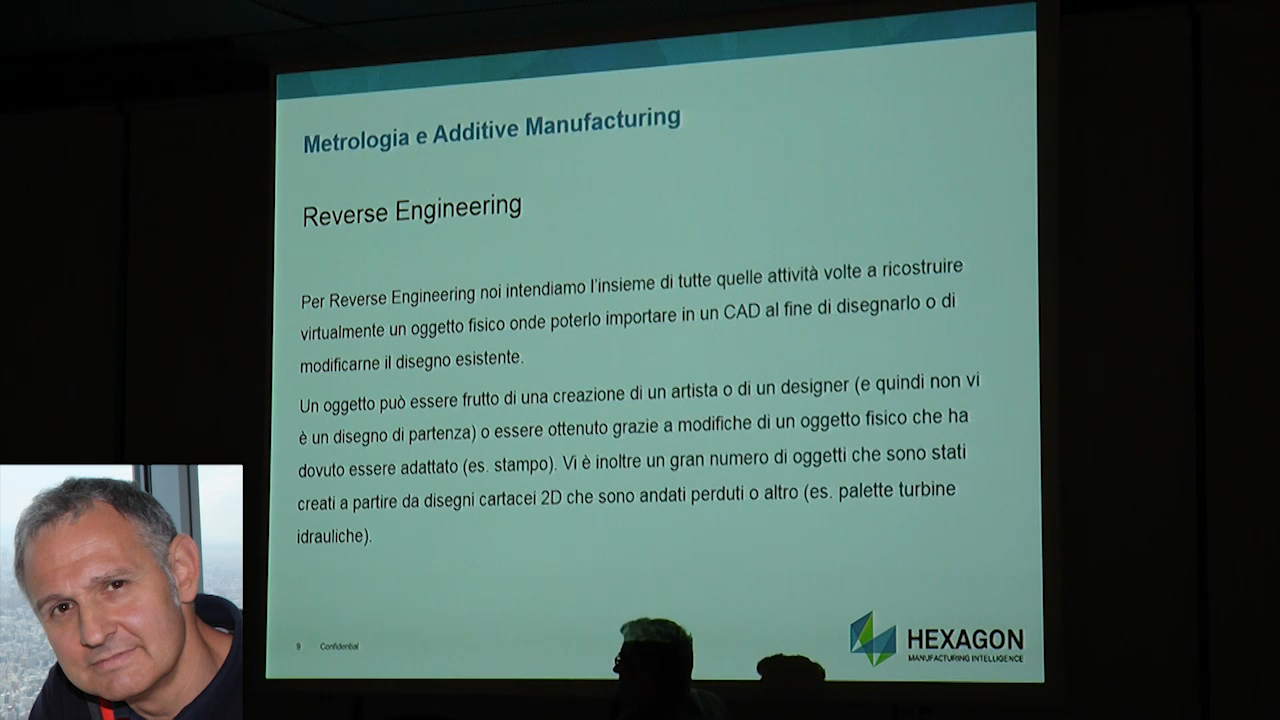 Metrologia e Additive Manufacturing
Reverse Engineering
Per Reverse Engineering noi intendiamo l'insieme di tutte quelle attività volte a ricostruire
virtualmente un oggetto fisico onde poterlo importare in un CAD al fine di disegnarlo o di
modificarne il disegno esistente.
Un oggetto può essere frutto di una creazione di un artista o di un designer (e quindi non vi
è un disegno di partenza) o essere ottenuto grazie a modifiche di un oggetto fisico che ha
dovuto essere adattato (es. stampo). Vi è inoltre un gran numero di oggetti che sono stati
creati a partire da disegni cartacei 2D che sono andati perduti o altro (es. palette turbine
idrauliche).
9 Confidential
HEXAGON
MANUFACTURING INTELLIGENCE